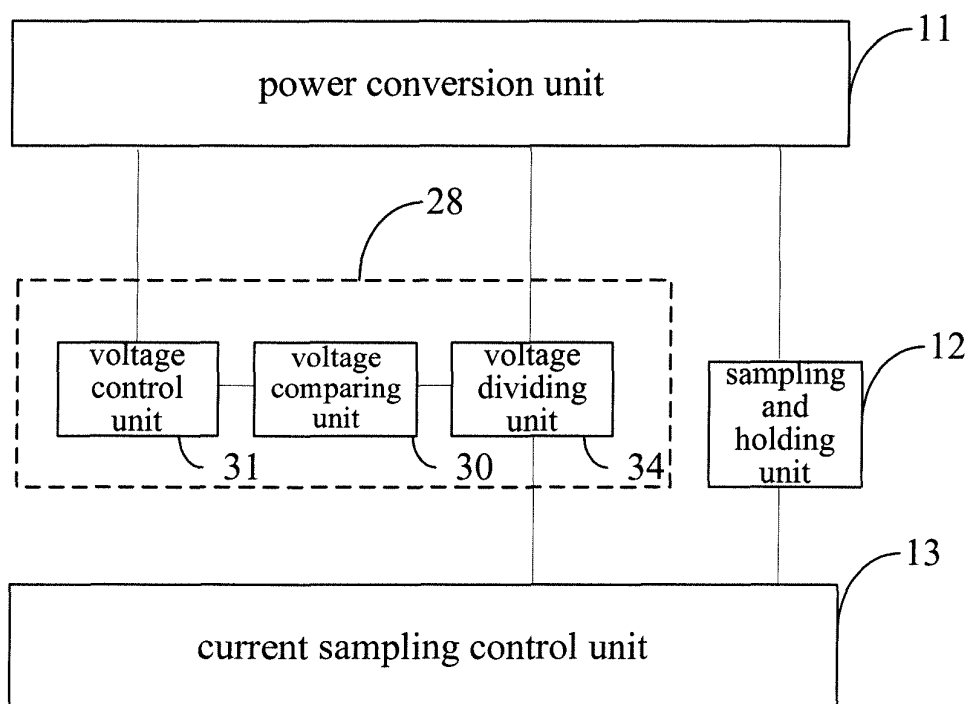 11
power conversion unit
28
voltage
control
unit
voltage
comparing
unit
voltage
dividing
unit
12
sampling
and
holding
unit
31
30
34
13
current sampling control unit